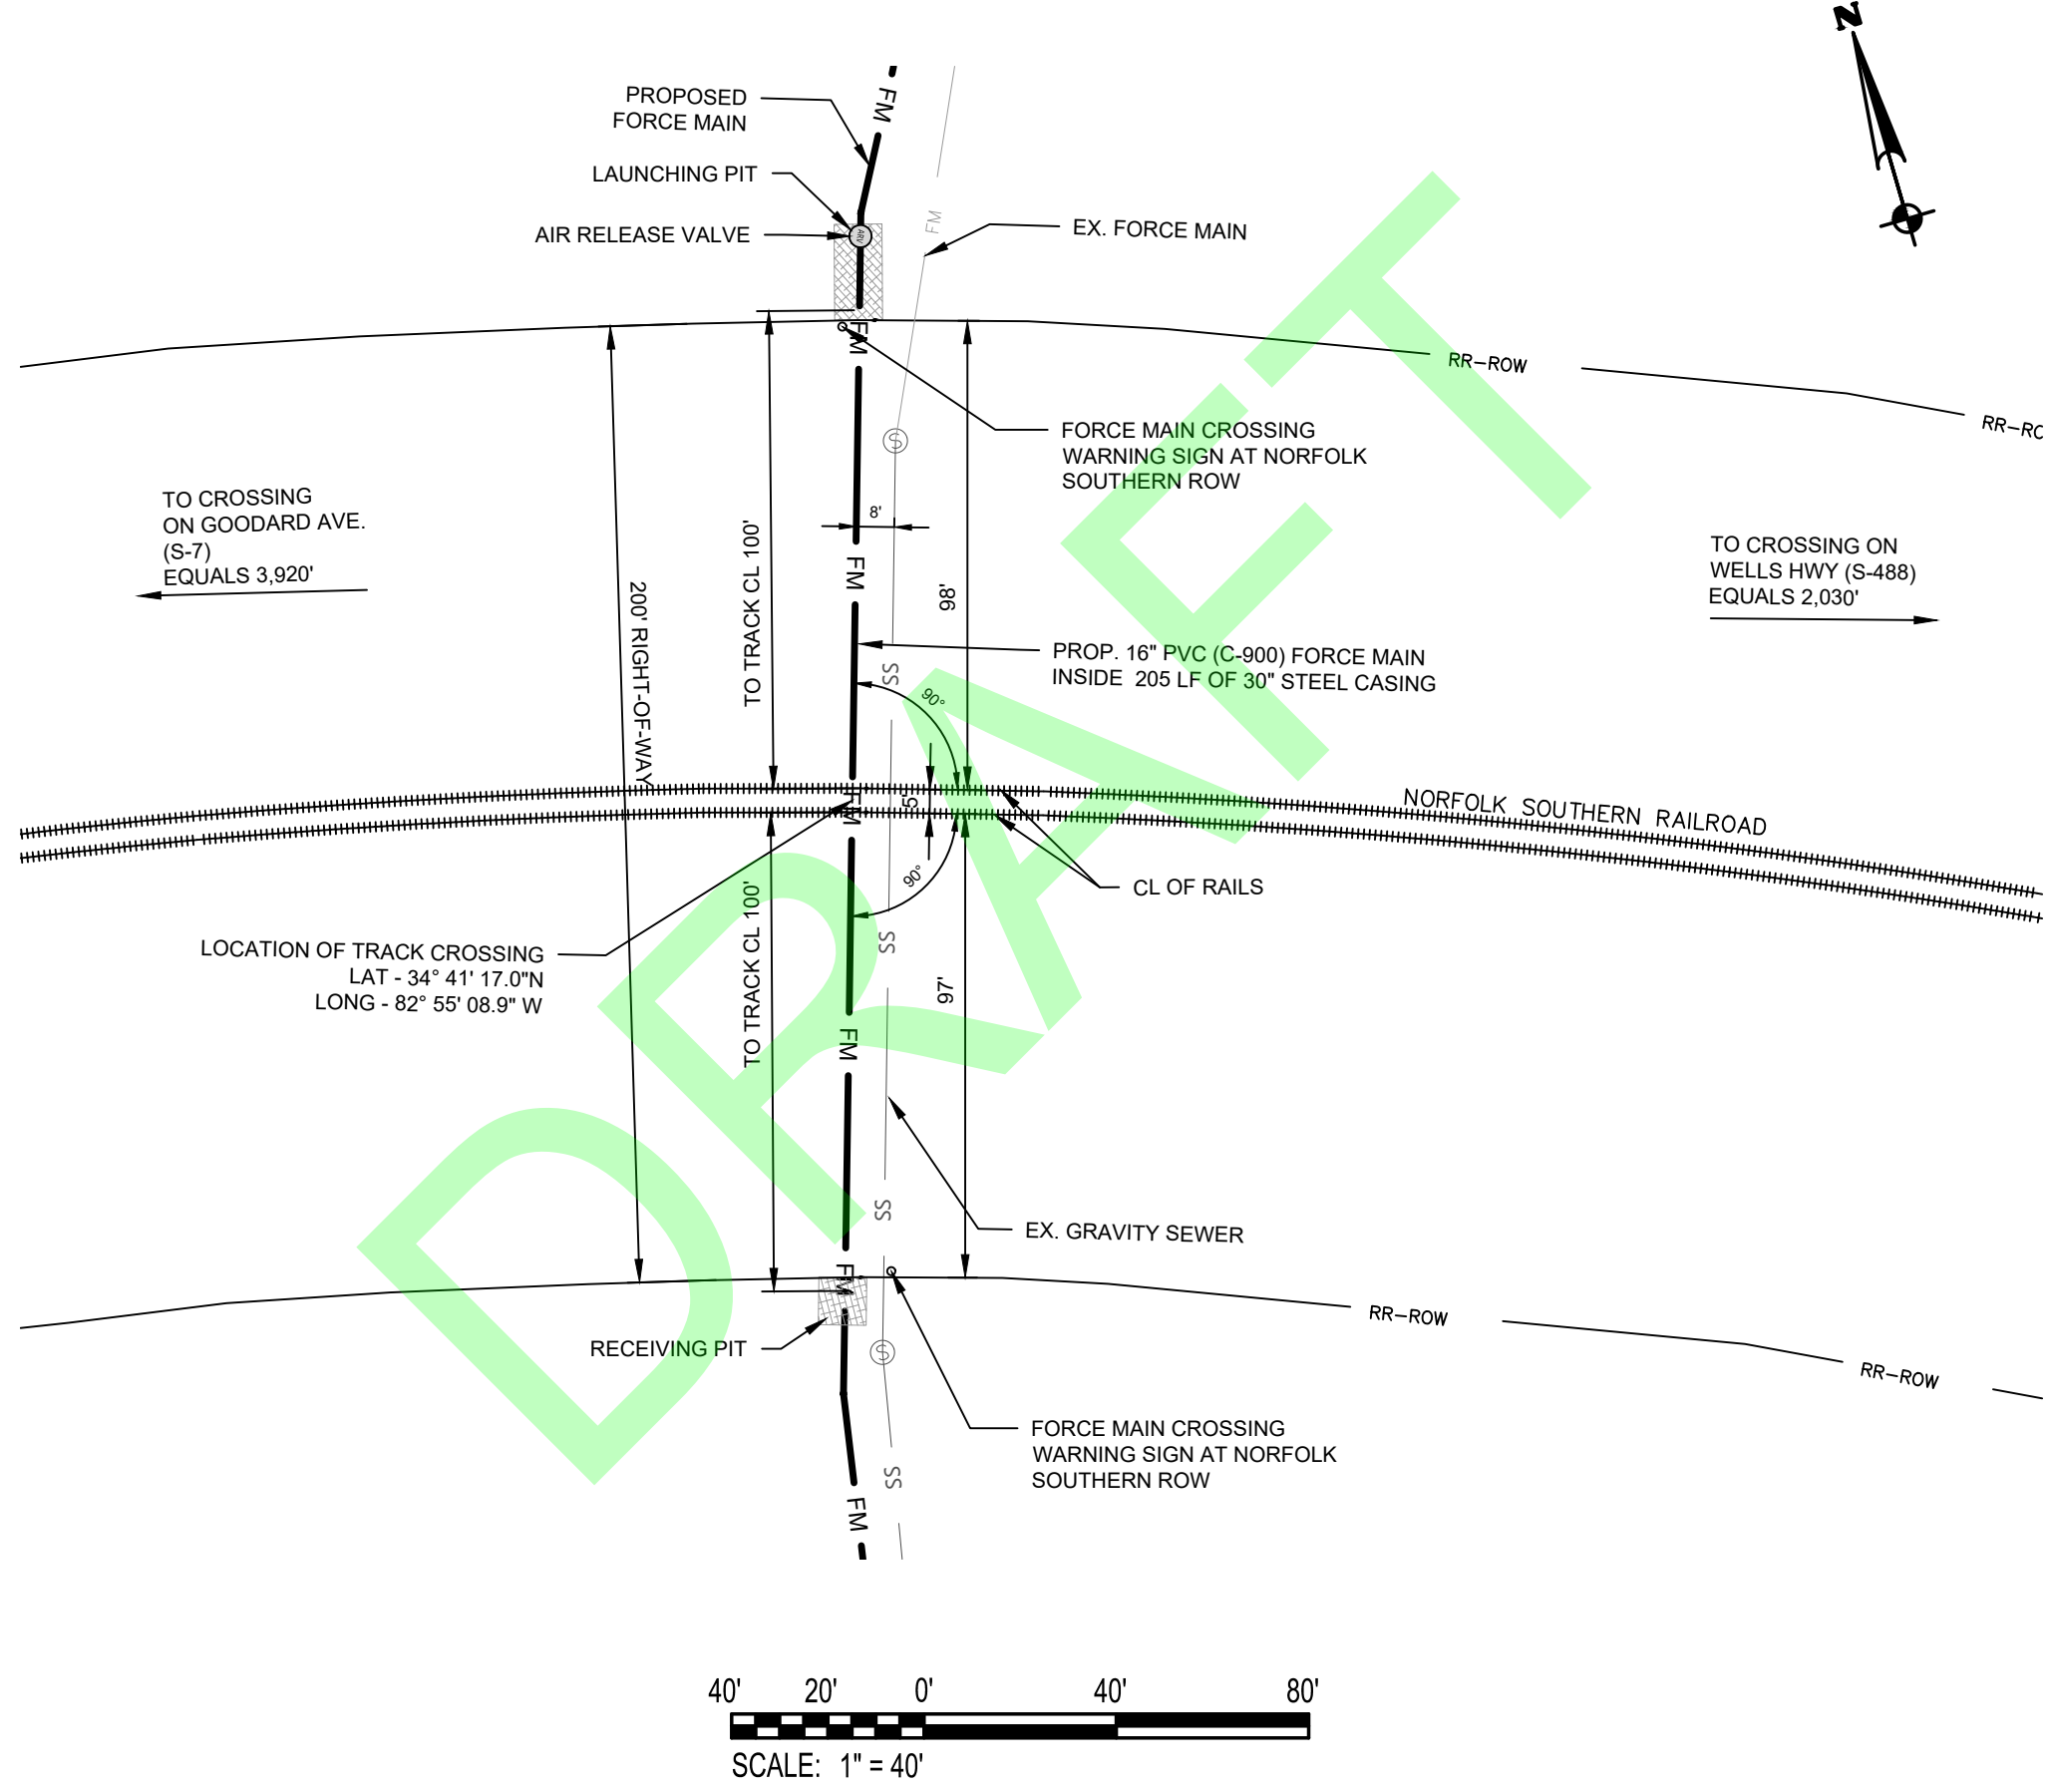 N
PROPOSED
FORCE MAIN
FM
LAUNCHING PIT
AIR RELEASE VALVE
ARV
FM
EX. FORCE MAIN
FM
RR-ROW
RR-RO
S
FORCE MAIN CROSSING
WARNING SIGN AT NORFOLK
SOUTHERN ROW
TO CROSSING
ON GOODARD AVE.
(S-7)
EQUALS 3,920'
8'
TO TRACK CL 100'
200' RIGHT-OF-WAY
FM
98'
TO CROSSING ON
WELLS HWY (S-488)
EQUALS 2,030'
PROP. 16" PVC (C-900) FORCE MAIN
INSIDE 205 LF OF 30" STEEL CASING
SS
90°
5'
FM
NORFOLK SOUTHERN RAILROAD
90°
CL OF RAILS
TO TRACK CL 100'
LOCATION OF TRACK CROSSING
LAT - 34° 41' 17.0"N
LONG - 82° 55' 08.9" W
SS
97'
FM
SS
EX. GRAVITY SEWER
FM
RR-ROW
RECEIVING PIT
S
RR-ROW
FORCE MAIN CROSSING
WARNING SIGN AT NORFOLK
SOUTHERN ROW
SS
FM
DRAFT
40' 20' 0' 40' 80'
SCALE: 1" = 40'